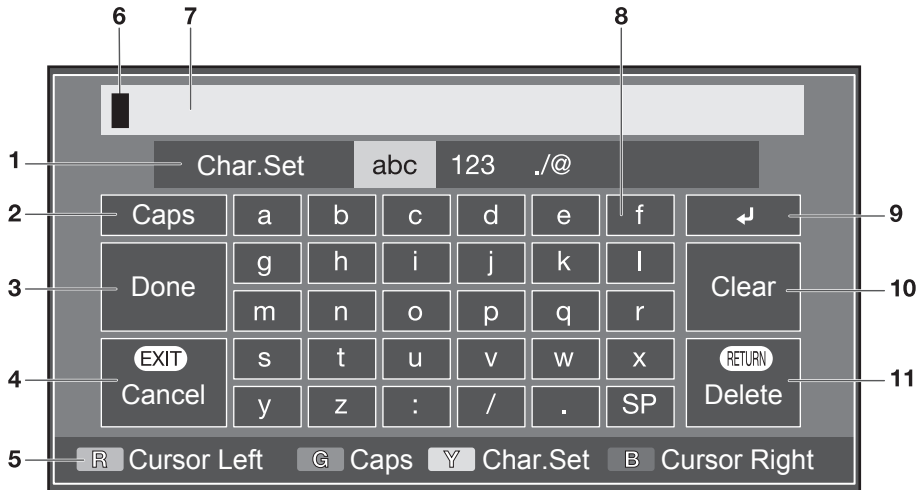 6 7 8
1 Char.Set abc 123 ./@
2 Caps a b c d e f ↲ 9
g h i j k l
3 Done Clear 10
m n o p q r
EXIT s t u v w x RETURN
4 Cancel Delete 11
y z : / . SP
5 R Cursor Left G Caps Y Char.Set B Cursor Right